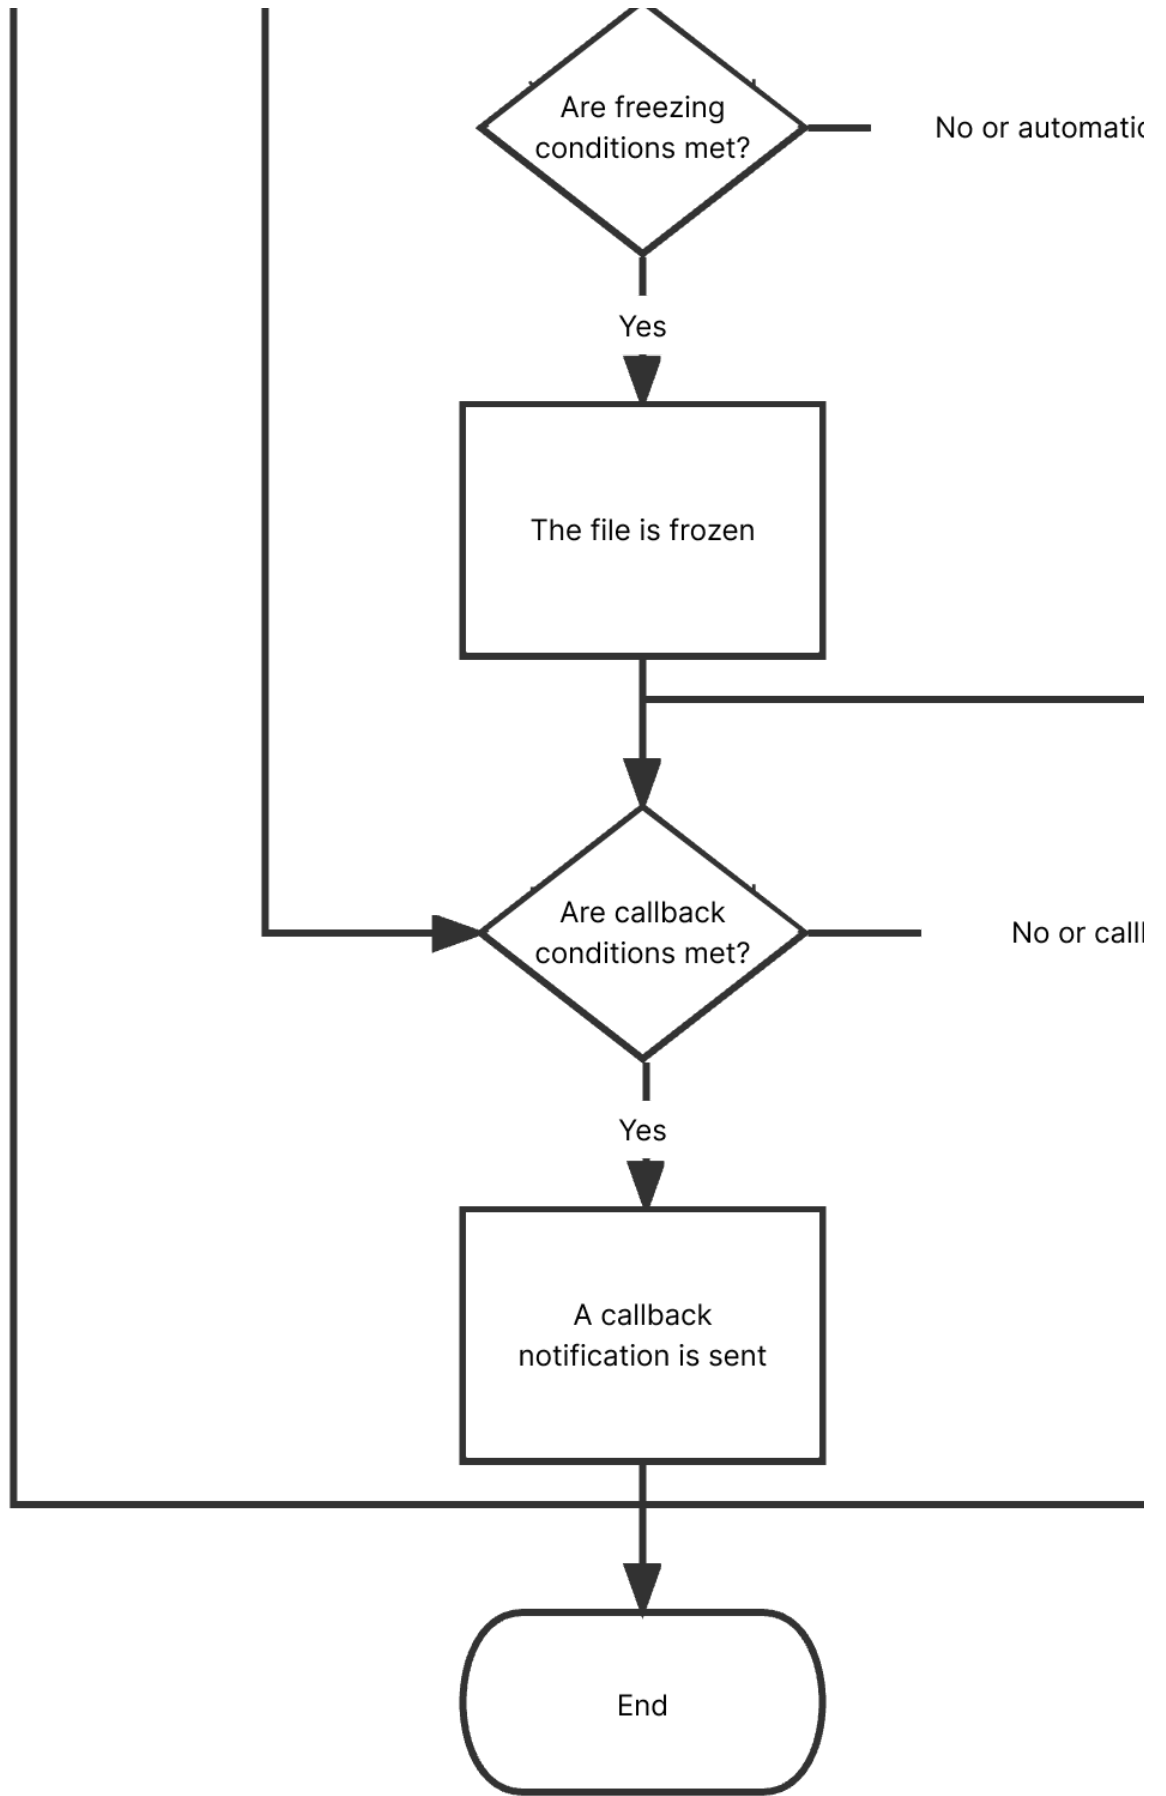 Are freezing
conditions met?
No or
Yes
The file is frozen
Are callback
conditions met?
No or
Yes
A callback
notification is sent
End